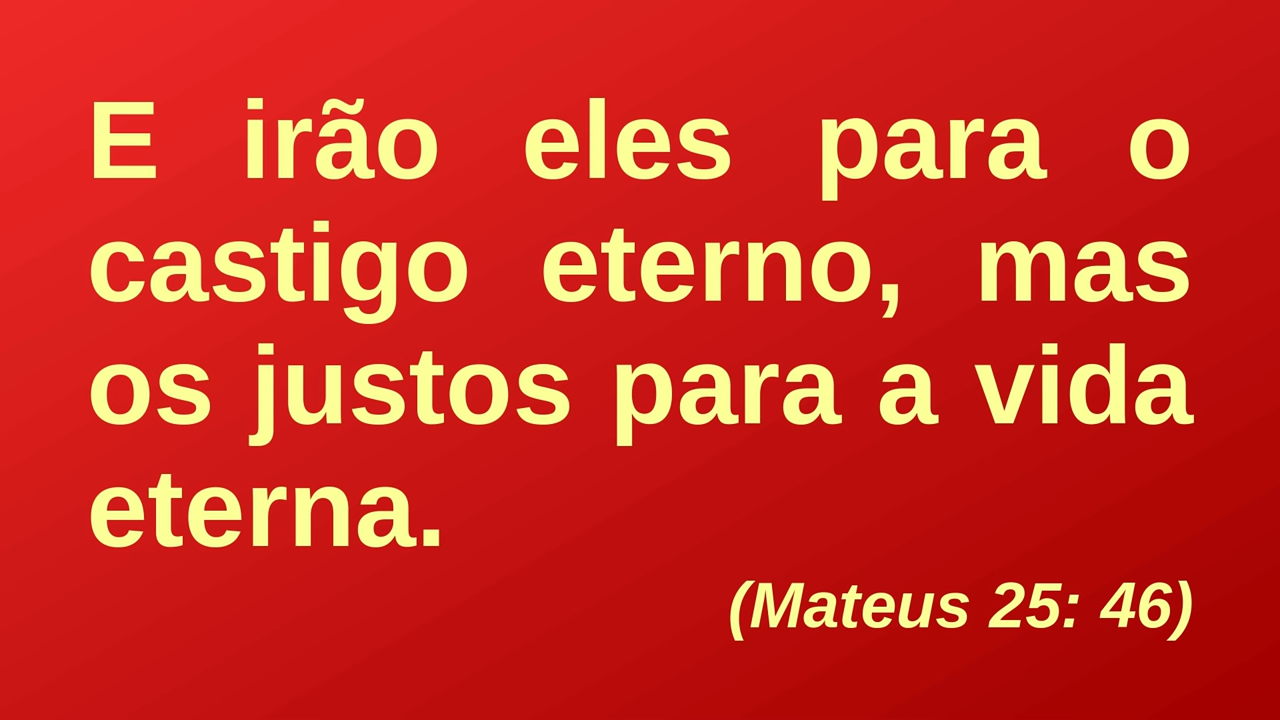 E irão eles para o
castigo eterno, mas
os justos para a vida
eterna.
(Mateus 25: 46)